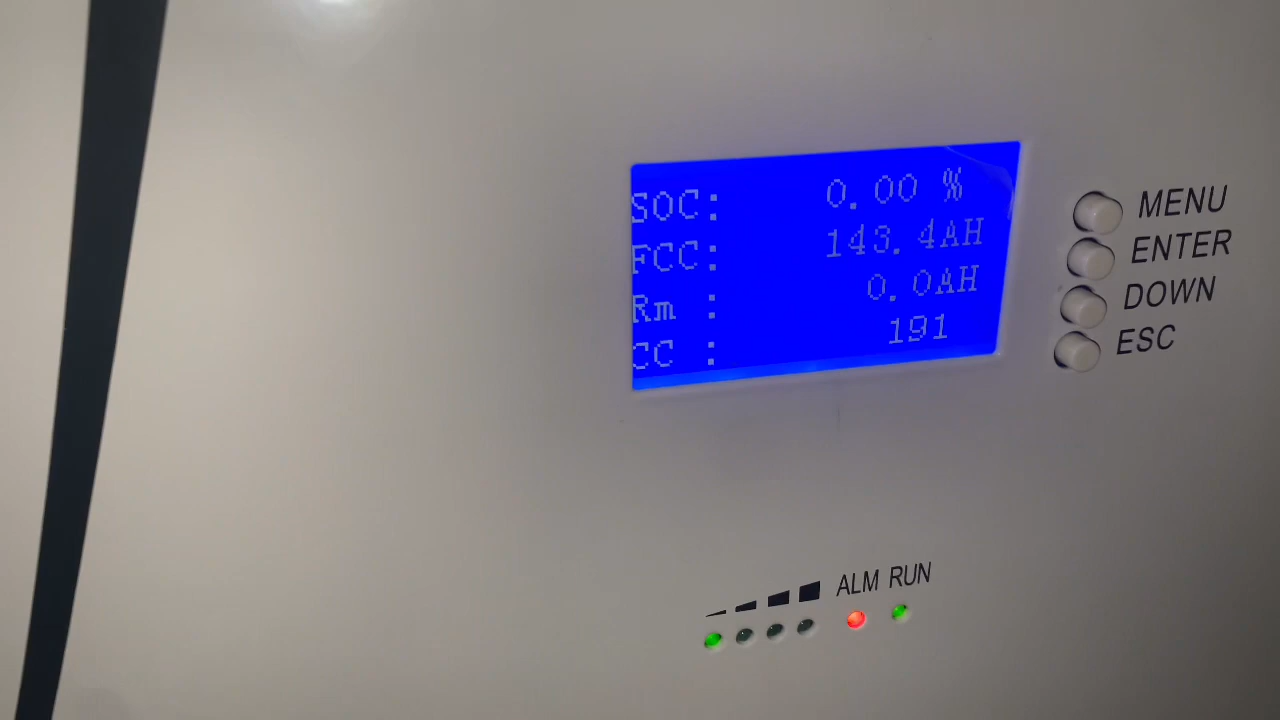 SOC: 0.00 %
FCC: 143.4AH
Rm : 0.0AH
CC : 191
MENU
ENTER
DOWN
ESC
ALM RUN